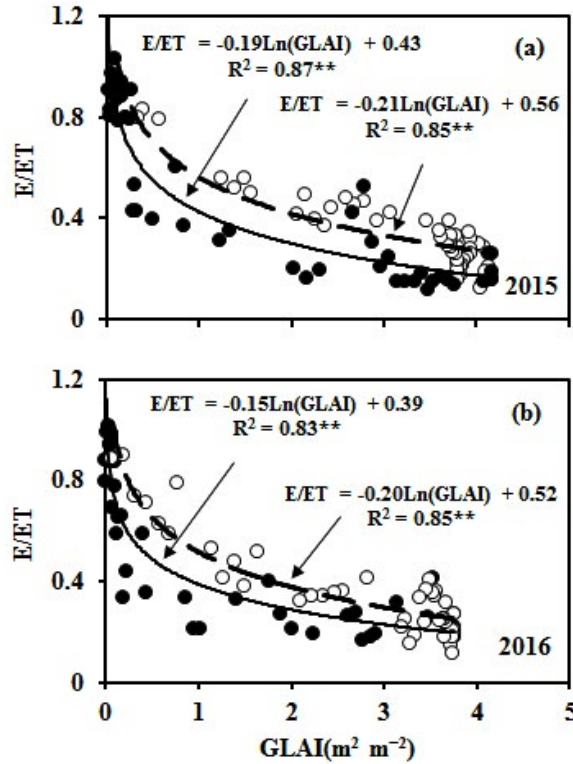 1.2
(a)
E/ET = -0.19Ln(GLAI) + 0.43
R² = 0.87**
E/ET = -0.21Ln(GLAI) + 0.56
R² = 0.85**
0.8
E/ET
0.4
2015
0
1.2
(b)
E/ET = -0.15Ln(GLAI) + 0.39
R² = 0.83**
E/ET = -0.20Ln(GLAI) + 0.52
R² = 0.85**
0.8
E/ET
0.4
2016
0
0 1 2 3 4 5
GLAI(m² m⁻²)